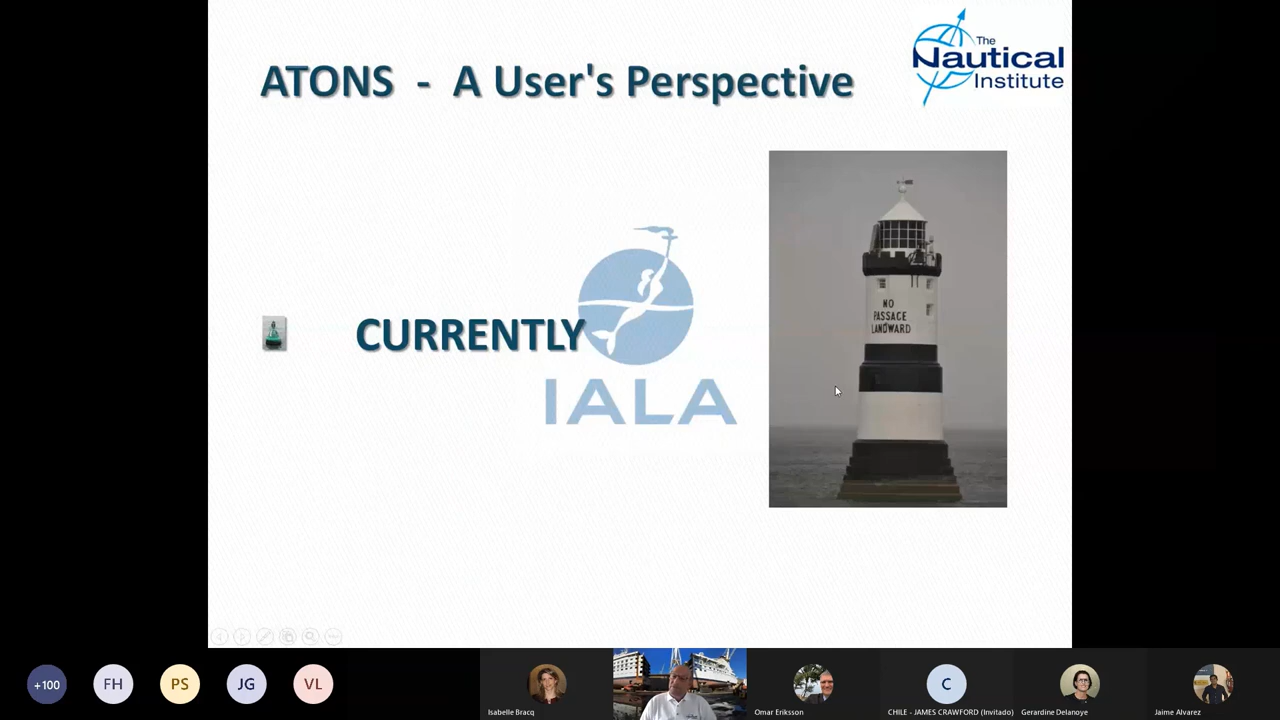 ATONS - A User's Perspective
The
Nautical
Institute
NO
PASSAGE
LANDWARD
CURRENTLY
IALA
+100
FH
PS
JG
VL
C
Isabelle Bracq
Omar Eriksson
CHILE - JAMES CRAWFORD (Invitado)
Gerardine Delanoye
Jaime Alvarez